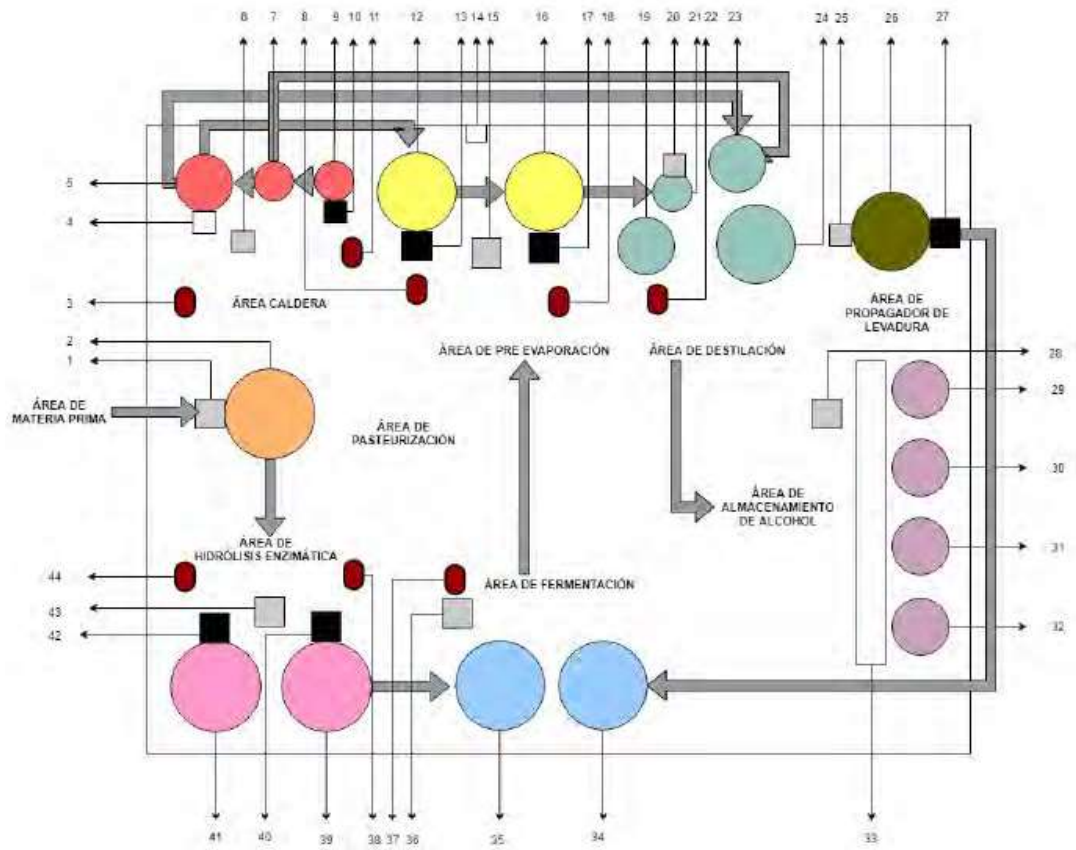 6 7 8 9 10 11 12 13 14 15 16 17 18 19 20 21 22 23 24 25 26 27
5
4
3
ÁREA CALDERA
2
1
ÁREA DE PRE EVAPORACIÓN
ÁREA DE DESTILACIÓN
ÁREA DE
PROPAGADOR DE
LEVADURA
28
29
30
31
32
ÁREA DE
MATERIA PRIMA
ÁREA DE
PASTEURIZACIÓN
ÁREA DE
ALMACENAMIENTO
DE ALCOHOL
ÁREA DE
HIDRÓLISIS ENZIMÁTICA
ÁREA DE FERMENTACIÓN
44
43
42
41 40 39 38 37 36 35 34 33